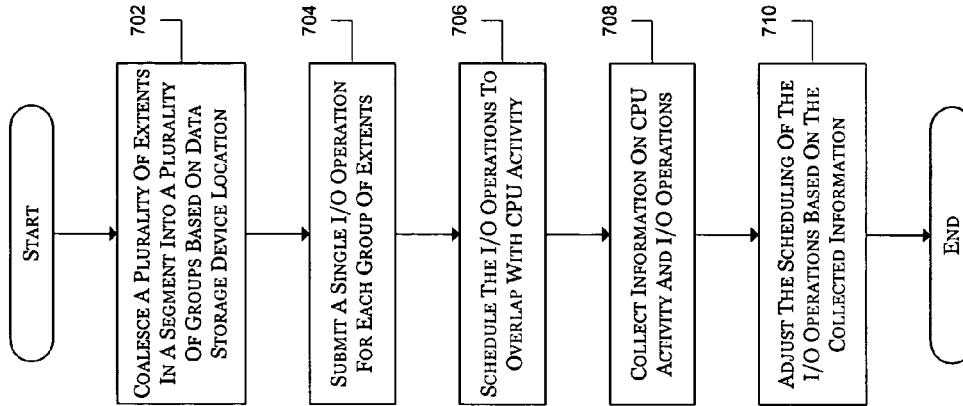 START
702
COALESCE A PLURALITY OF EXTENTS
IN A SEGMENT INTO A PLURALITY
OF GROUPS BASED ON DATA
STORAGE DEVICE LOCATION
704
SUBMIT A SINGLE I/O OPERATION
FOR EACH GROUP OF EXTENTS
706
SCHEDULE THE I/O OPERATIONS TO
OVERLAP WITH CPU ACTIVITY
708
COLLECT INFORMATION ON CPU
ACTIVITY AND I/O OPERATIONS
710
ADJUST THE SCHEDULING OF THE
I/O OPERATIONS BASED ON THE
COLLECTED INFORMATION
END